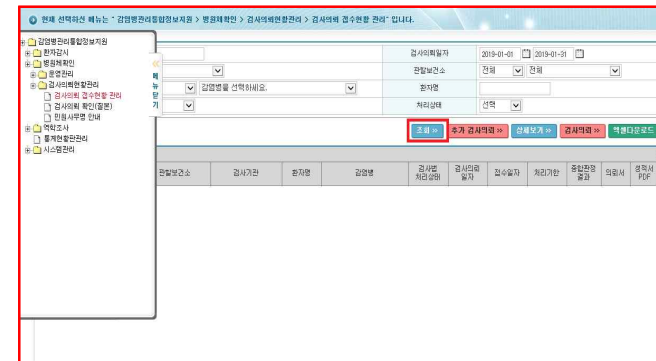 현재 선택하신 메뉴는 " 감염병관리통합정보지원 > 병원체확인 > 검사의뢰현황관리 > 검사의뢰 접수현황 관리" 입니다.
감염병관리통합정보지원
환자감시
병원체확인
운영관리
검사의뢰현황관리
검사의뢰 접수현황 관리
검사의뢰 확인(질본)
민원사무명 안내
역학조사
통계현황판관리
시스템관리
메뉴닫기
검사의뢰일자 2019-01-01 2019-01-31
관할보건소 전체 전체
감염병을 선택하세요. 환자명
처리상태 선택
조회 » 추가 검사의뢰 » 상세보기 » 검사의뢰 » 엑셀다운로드
관할보건소 검사기관 환자명 감염병 검사법 처리상태 검사의뢰 일자 접수일자 처리기한 종합판정 결과 의뢰서 성적서 PDF